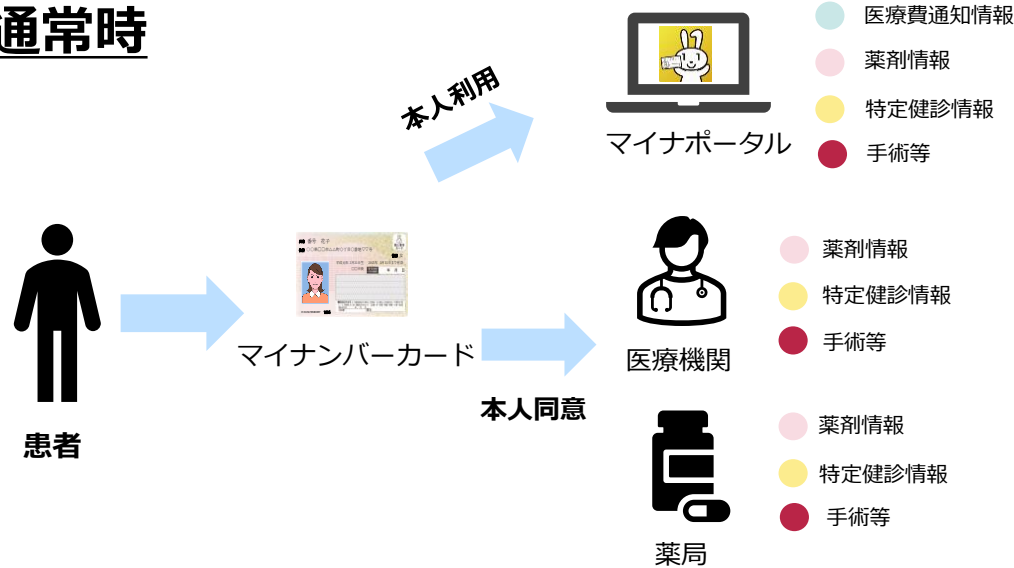 通常時
医療費通知情報
薬剤情報
特定健診情報
手術等
本人利用
マイナポータル
患者
番号 花子
マイナンバーカード
本人同意
医療機関
薬剤情報
特定健診情報
手術等
薬局
薬剤情報
特定健診情報
手術等